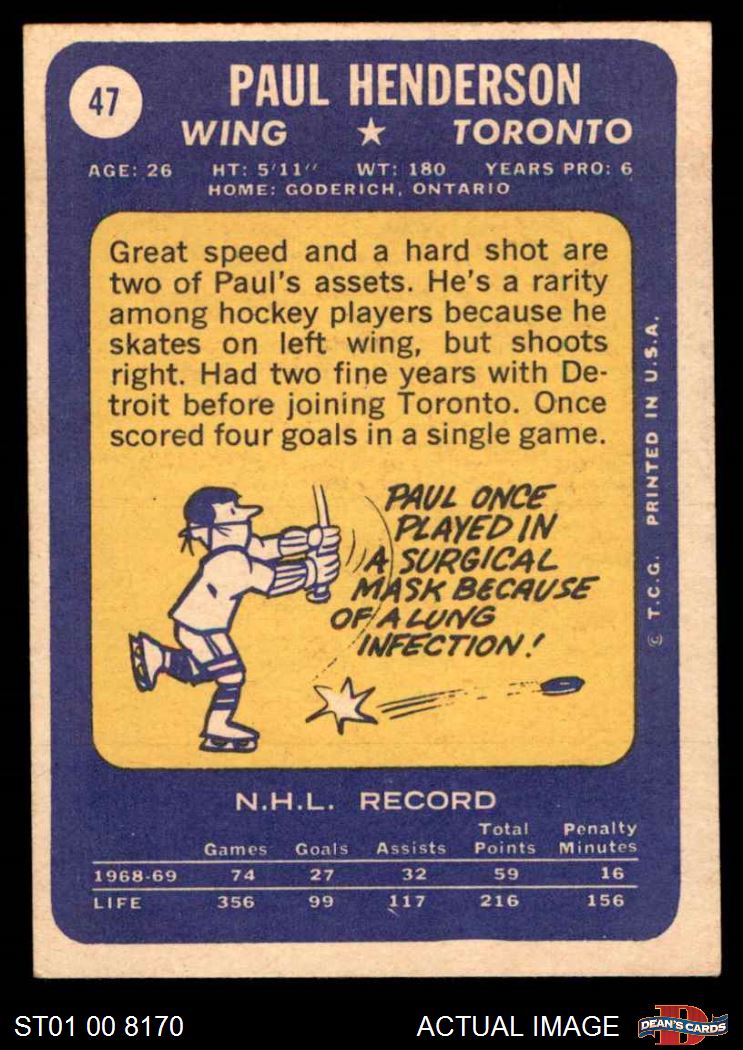 47
PAUL HENDERSON
WING ★ TORONTO
AGE: 26 HT: 5'11'' WT: 180 YEARS PRO: 6
HOME: GODERICH, ONTARIO
Great speed and a hard shot are
two of Paul's assets. He's a rarity
among hockey players because he
skates on left wing, but shoots
right. Had two fine years with De-
troit before joining Toronto. Once
scored four goals in a single game.
PAUL ONCE
PLAYED IN
A SURGICAL
MASK BECAUSE
OF A LUNG
INFECTION!
© T.C.G. PRINTED IN U.S.A.
N.H.L. RECORD
Games Goals Assists Total Points Penalty Minutes
1968-69 74 27 32 59 16
LIFE 356 99 117 216 156
ST01 00 8170 ACTUAL IMAGE
D
DEAN'S CARDS